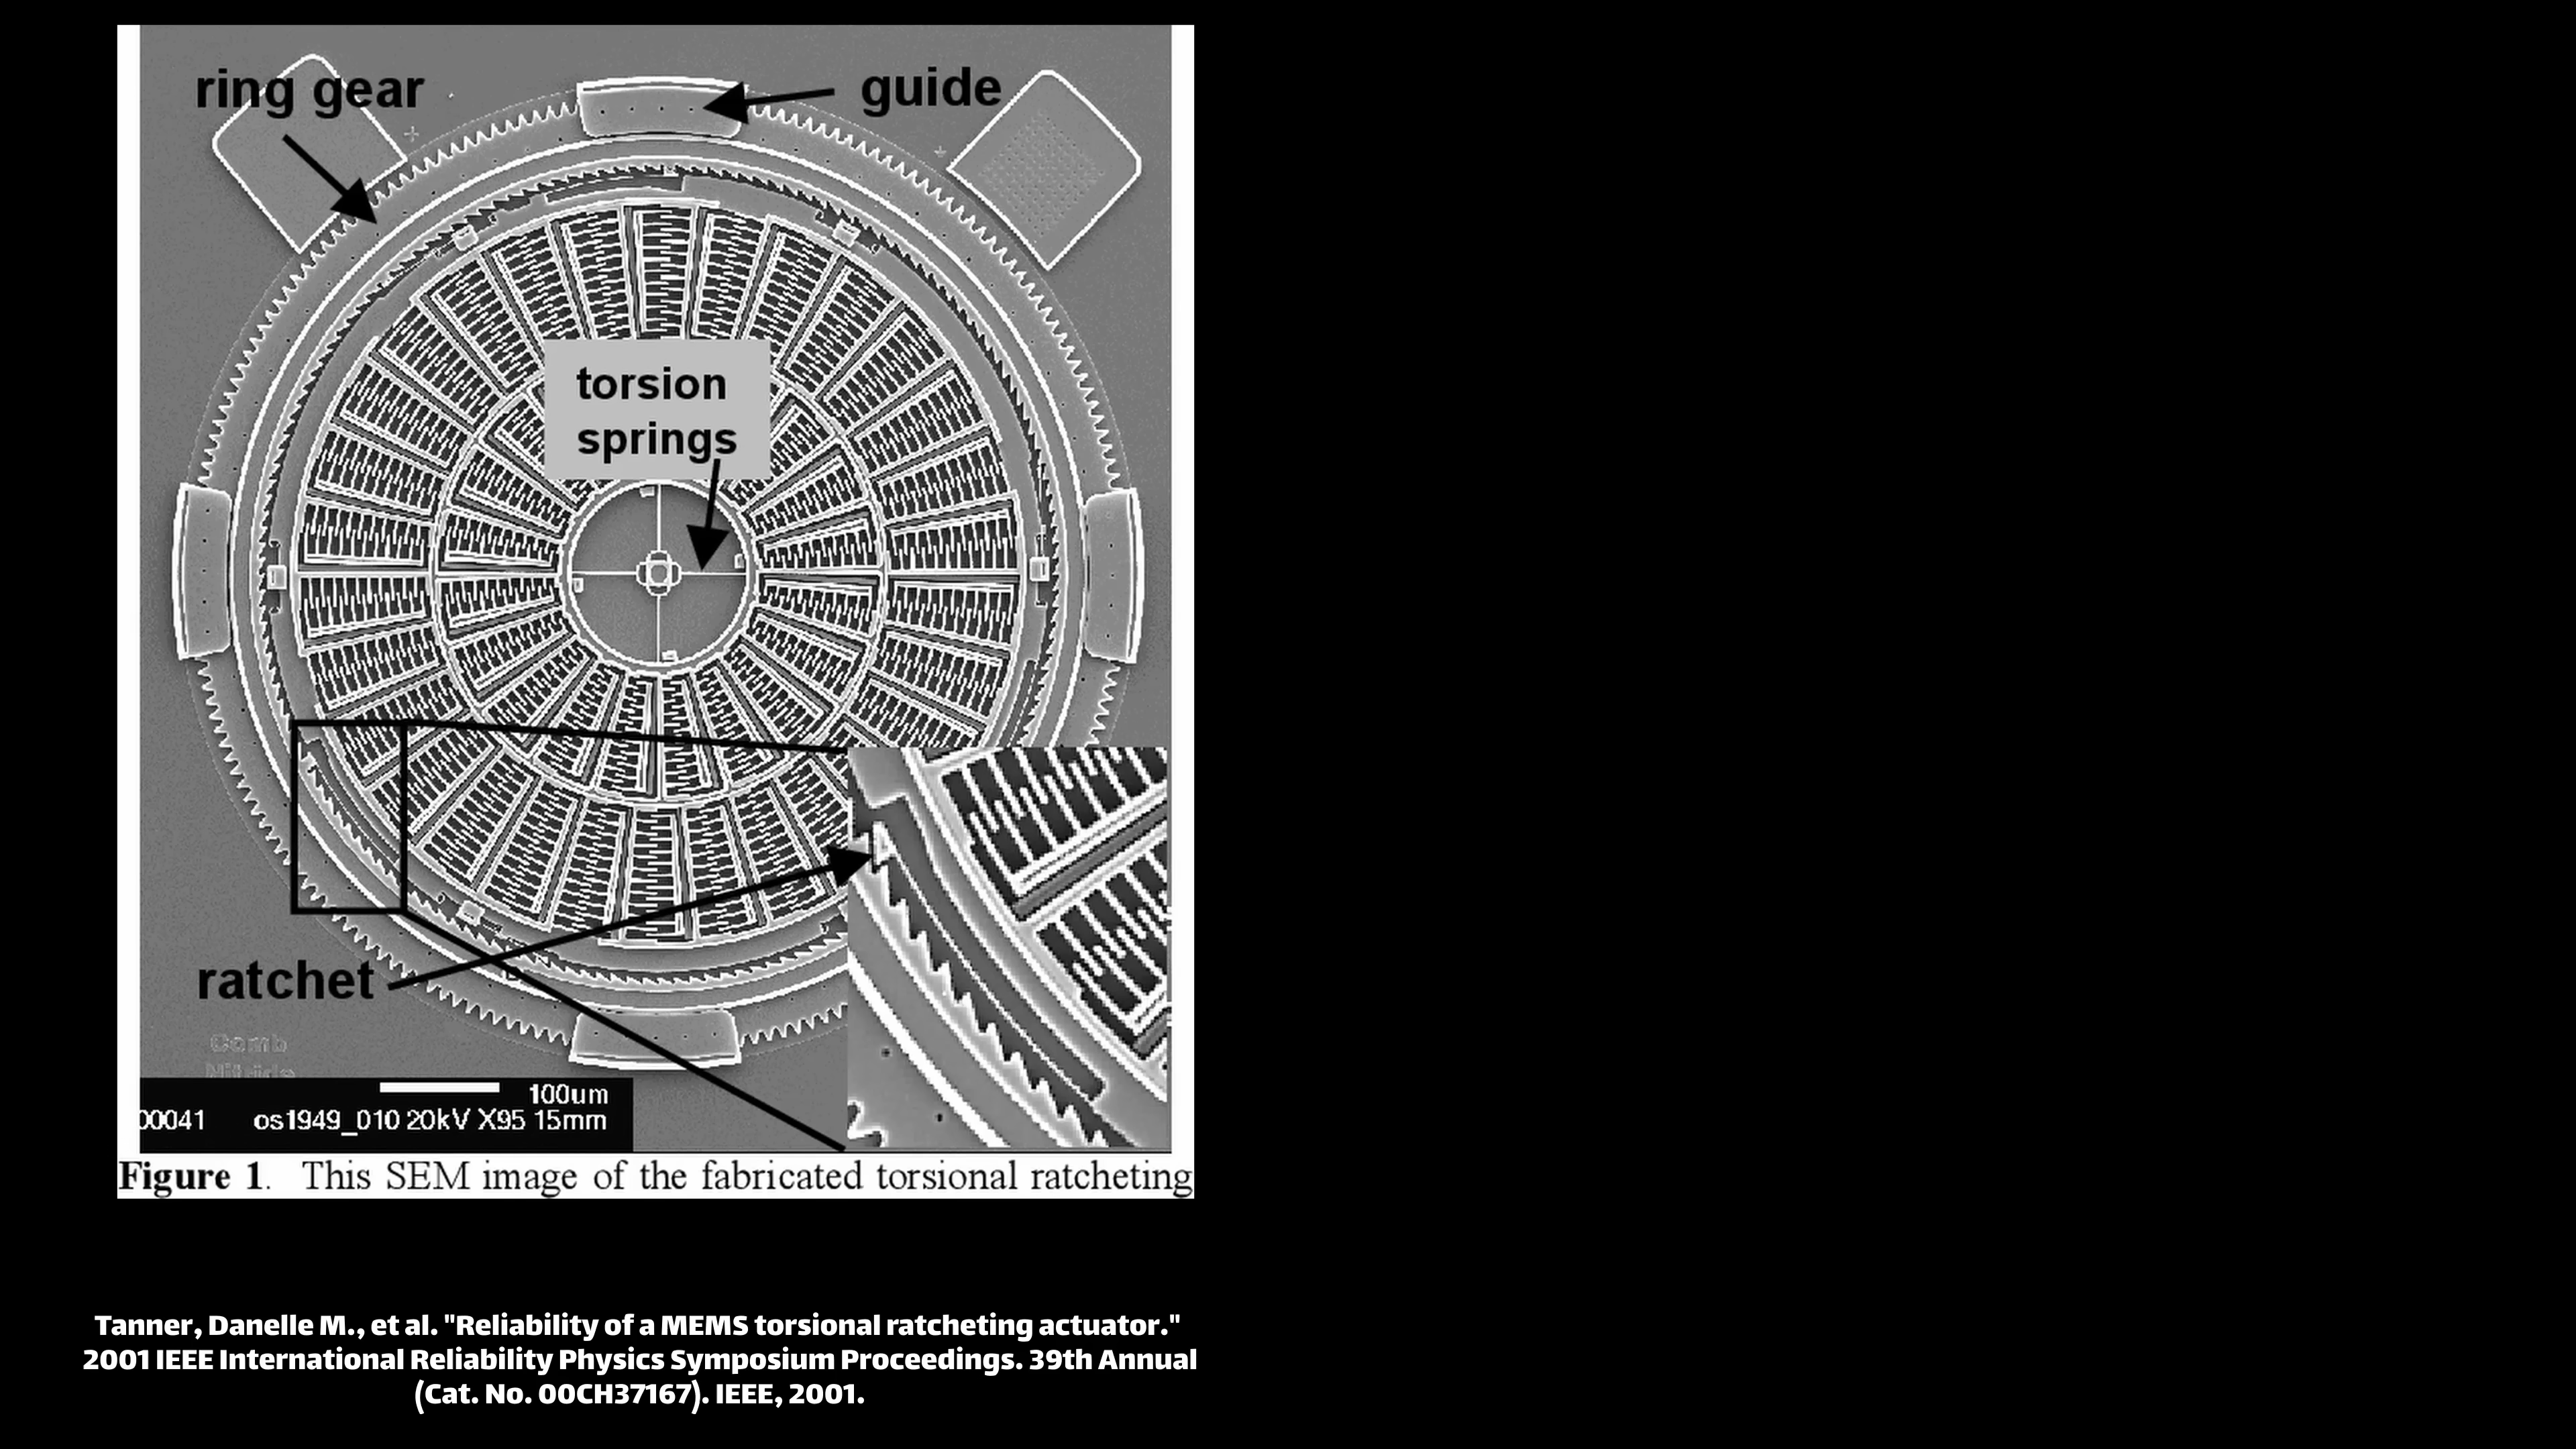 ring gear
guide
torsion
springs
ratchet
Comb
100um
00041 os1949_010 20kV X95 15mm
Figure 1. This SEM image of the fabricated torsional ratcheting
Tanner, Danelle M., et al. "Reliability of a MEMS torsional ratcheting actuator."
2001 IEEE International Reliability Physics Symposium Proceedings. 39th Annual
(Cat. No. 00CH37167). IEEE, 2001.